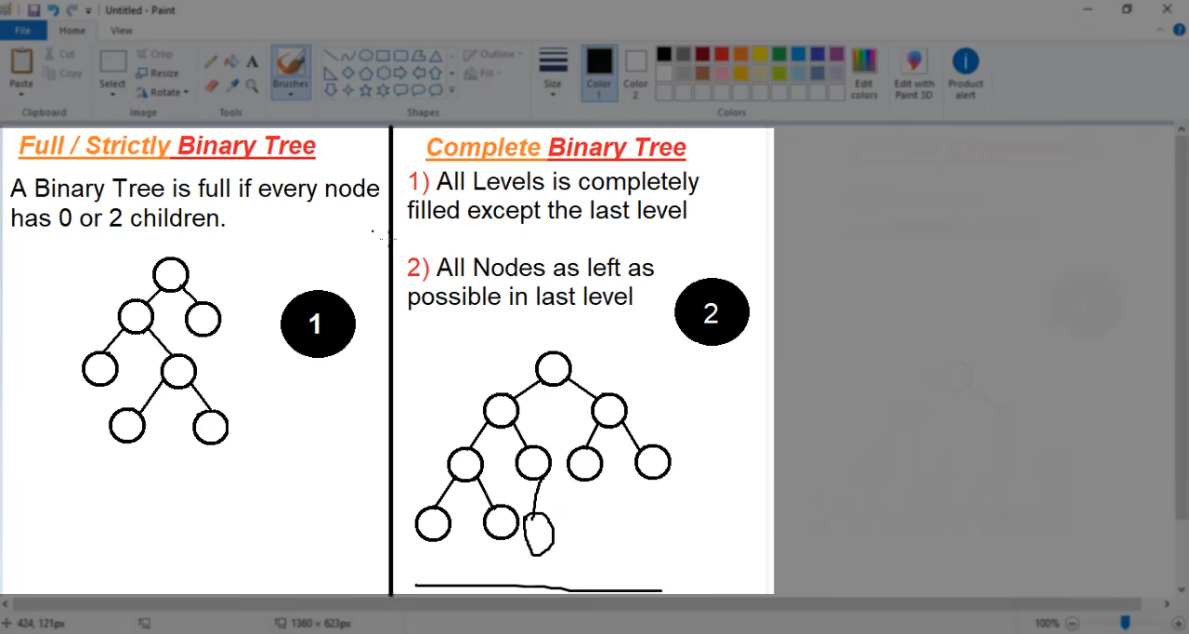 Untitled - Paint
File
Home
View
Paste
Cut
Copy
Clipboard
Select
Crop
Resize
Rotate
Image
A
Tools
Brushes
Outline
Fill
Shapes
Size
Color
1
Color
2
Edit
colors
Edit with
Paint 3D
Product
alert
Colors
Full / Strictly Binary Tree
A Binary Tree is full if every node
has 0 or 2 children.
1
Complete Binary Tree
1) All Levels is completely
filled except the last level
2) All Nodes as left as
possible in last level
2
424, 121px
1360 × 623px
100%